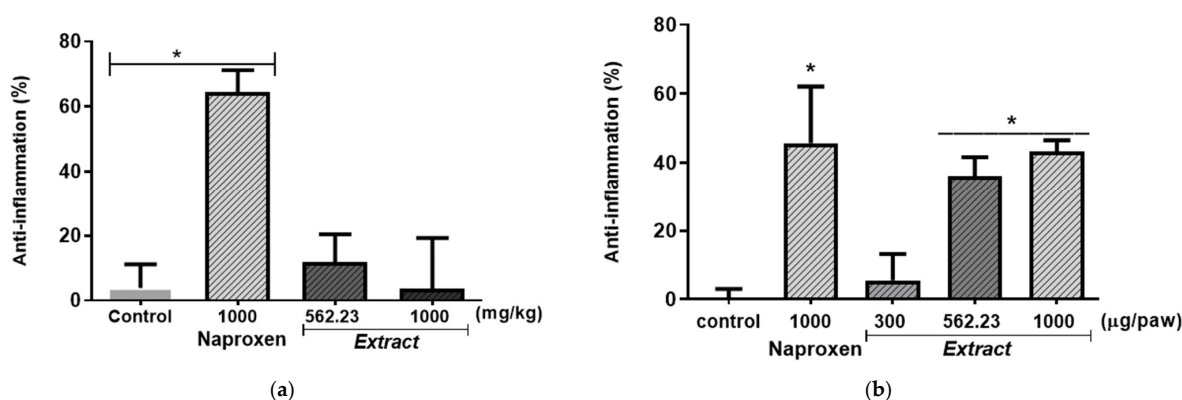 Anti-inflammation (%)
80
60
40
20
0
*
Control
1000
562.23
1000
(mg/kg)
Naproxen
Extract
(a)
Anti-inflammation (%)
80
60
40
20
0
*
*
control
1000
300
562.23
1000
(μg/paw)
Naproxen
Extract
(b)